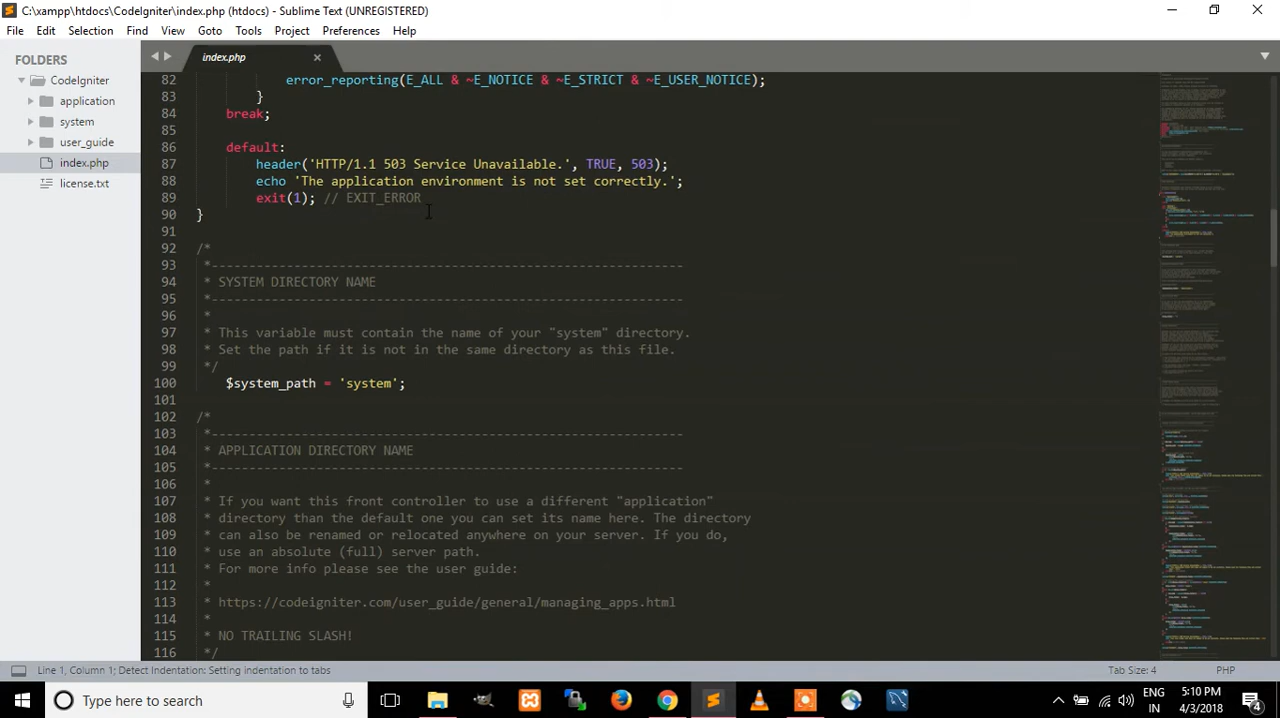 C:\xampp\htdocs\CodeIgniter\index.php (htdocs) - Sublime Text (UNREGISTERED)
File Edit Selection Find View Goto Tools Project Preferences Help
FOLDERS
CodeIgniter
application
system
user_guide
index.php
license.txt
index.php
82 error_reporting(E_ALL & ~E_NOTICE & ~E_STRICT & ~E_USER_NOTICE);
83 }
84 break;
85
86 default:
87 header('HTTP/1.1 503 Service Unavailable.', TRUE, 503);
88 echo 'The application environment is not set correctly.';
89 exit(1); // EXIT_ERROR
90 }
91
92 /*
93 *---------------------------------------------------------------
94 * SYSTEM DIRECTORY NAME
95 *---------------------------------------------------------------
96 *
97 * This variable must contain the name of your "system" directory.
98 * Set the path if it is not in the same directory as this file.
99 */
100 $system_path = 'system';
101
102 /*
103 *---------------------------------------------------------------
104 * APPLICATION DIRECTORY NAME
105 *---------------------------------------------------------------
106 *
107 * If you want this front controller to use a different "application"
108 * directory than the default one you can set its name here. The directory
109 * can also be renamed or relocated anywhere on your server. If you do,
110 * use an absolute (full) server path.
111 * For more info please see the user guide:
112 *
113 * https://codeigniter.com/user_guide/general/managing_apps.html
114 *
115 * NO TRAILING SLASH!
116 */
Line 1, Column 1; Detect Indentation: Setting indentation to tabs
Tab Size: 4
PHP
Type here to search
ENG
IN
5:10 PM
4/3/2018
4